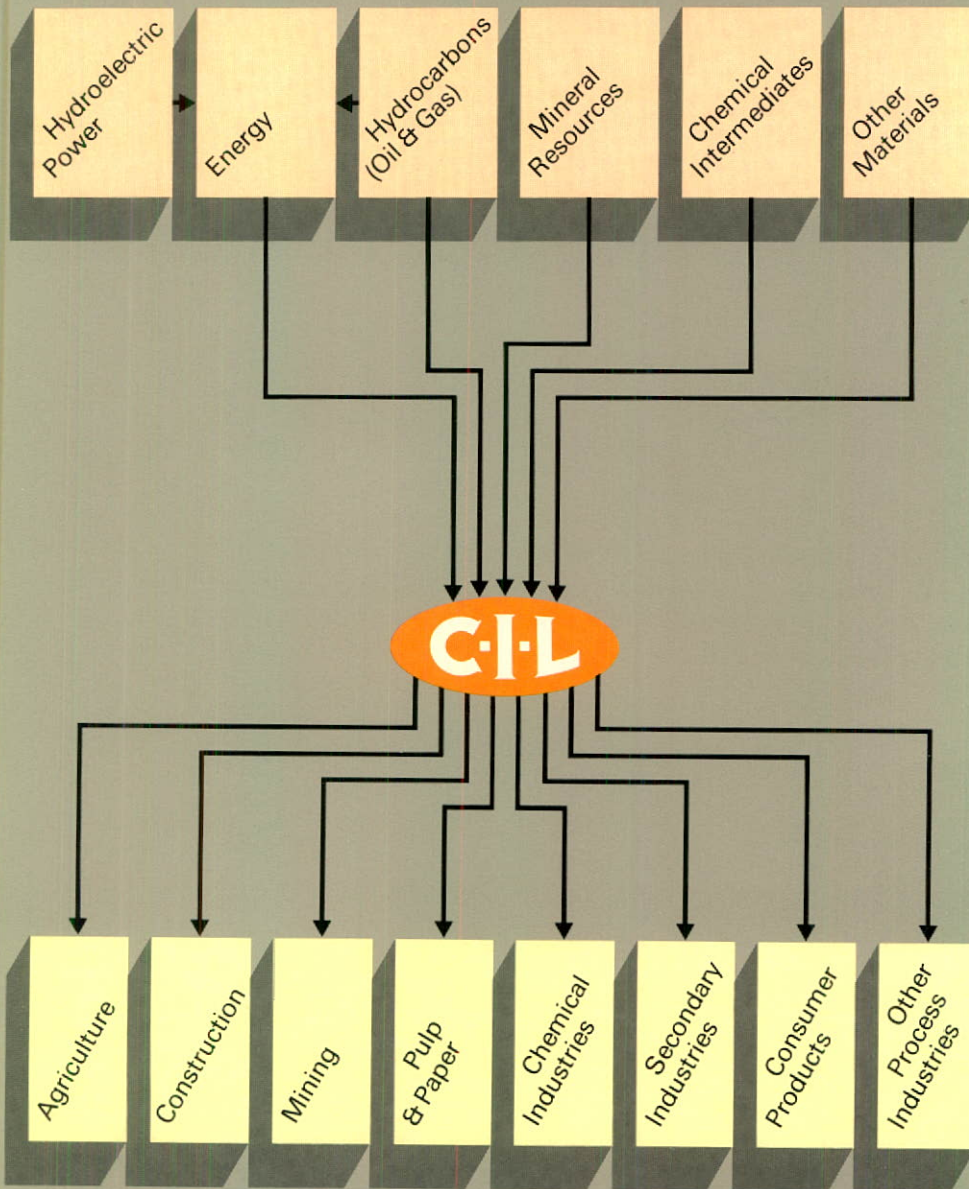 Hydroelectric
Power
Energy
Hydrocarbons
(Oil & Gas)
Mineral
Resources
Chemical
Intermediates
Other
Materials
C·I·L
Agriculture
Construction
Mining
Pulp
& Paper
Chemical
Industries
Secondary
Industries
Consumer
Products
Other
Process
Industries